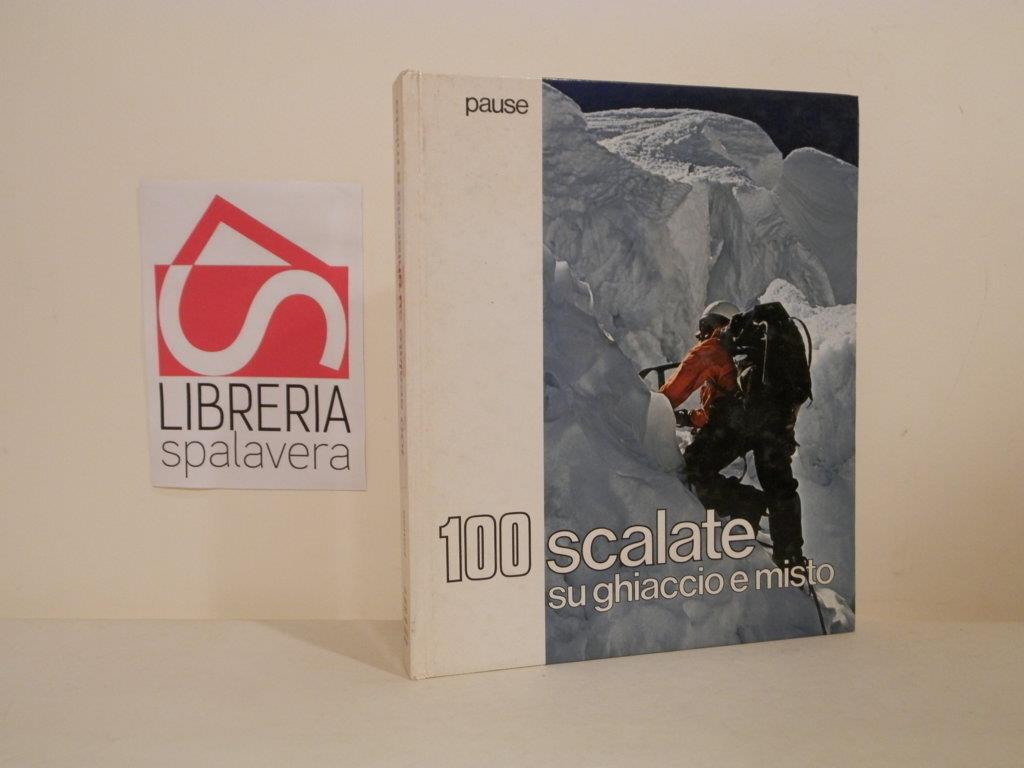 LIBRERIA
spalavera
pause
100 scalate
su ghiaccio e misto